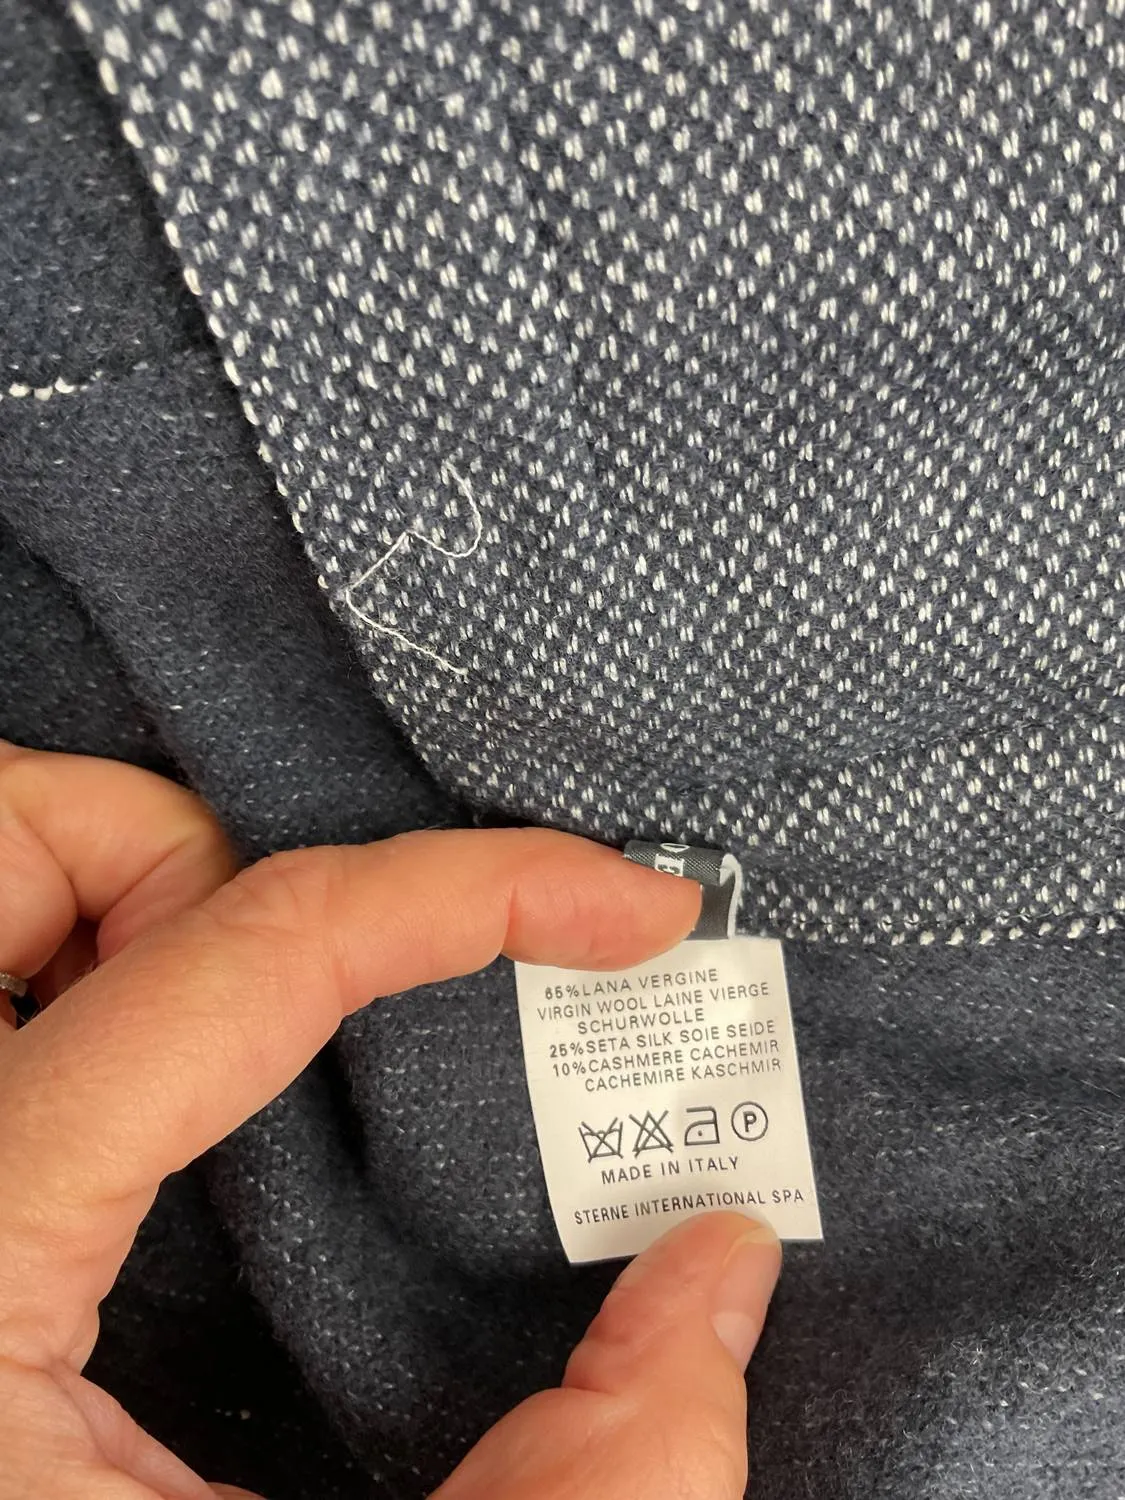 65%LANA VERGINE
VIRGIN WOOL LAINE VIERGE
SCHURWOLLE
25%SETA SILK SOIE SEIDE
10%CASHMERE CACHEMIR
CACHEMIRE KASCHMIR
P
MADE IN ITALY
STERNE INTERNATIONAL SPA